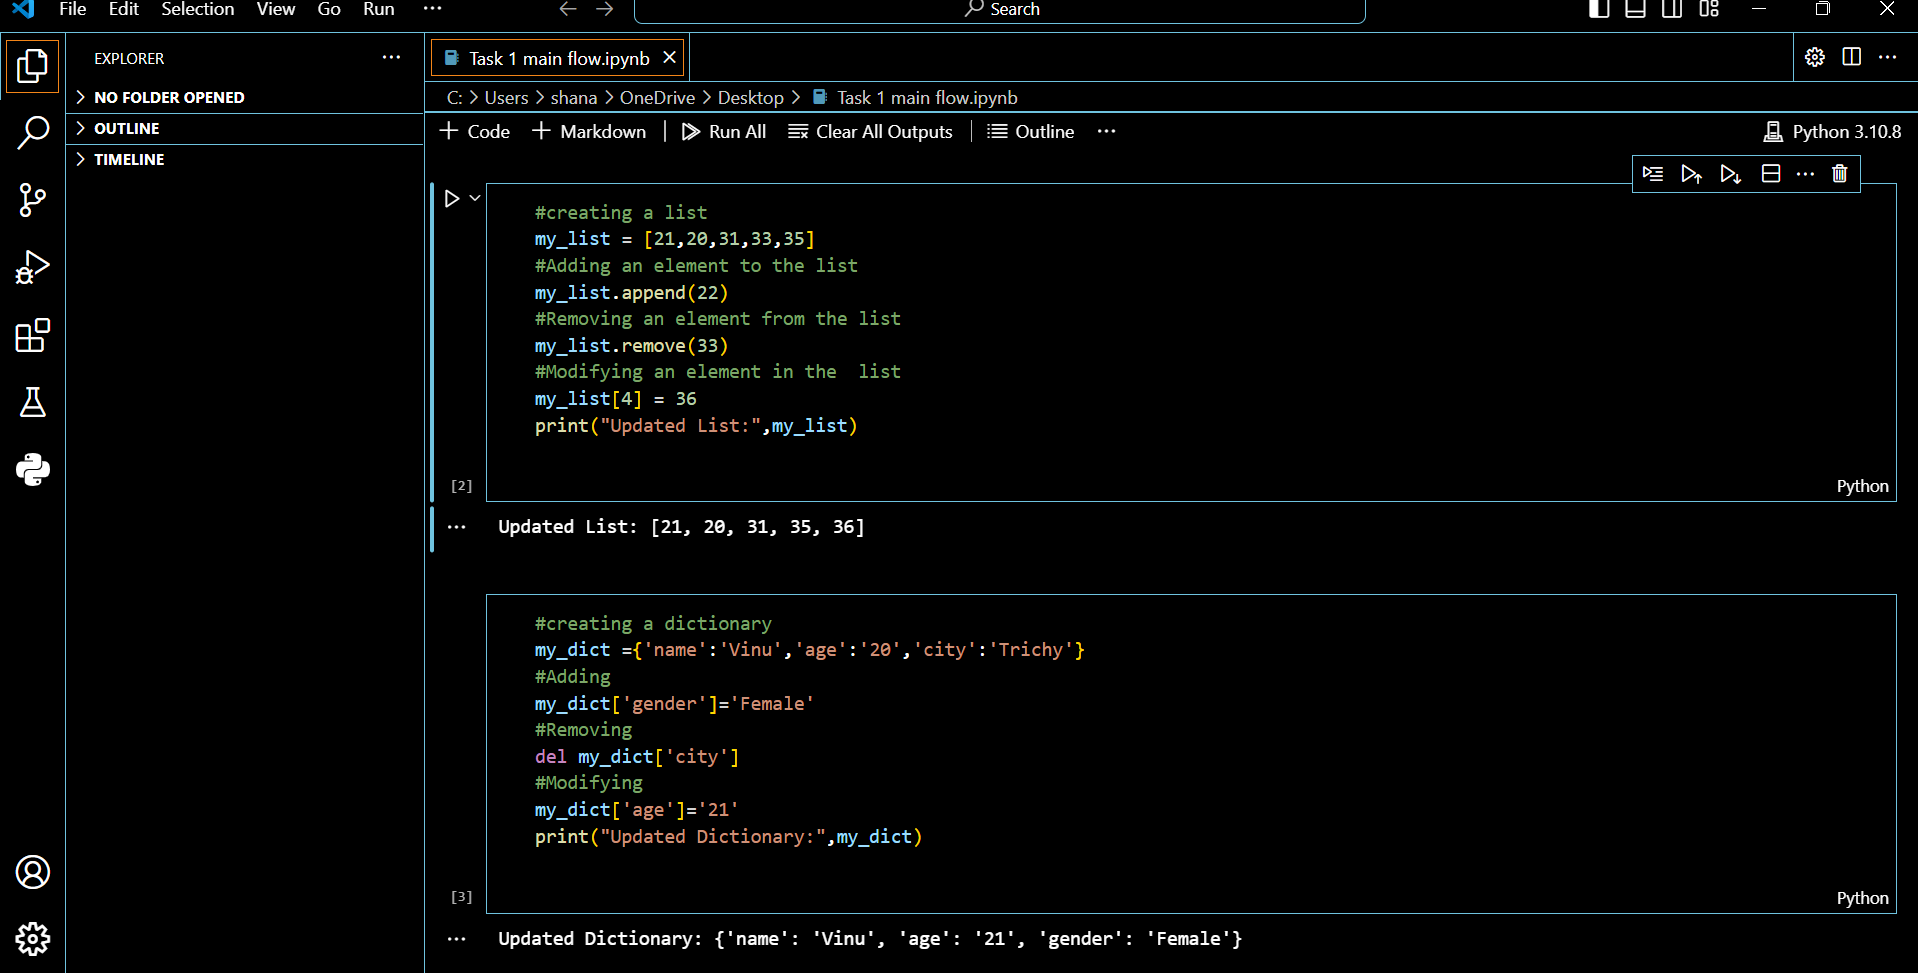 File Edit Selection View Go Run ··· Search
EXPLORER ···
NO FOLDER OPENED
OUTLINE
TIMELINE
Task 1 main flow.ipynb
C: > Users > shana > OneDrive > Desktop > Task 1 main flow.ipynb
+ Code + Markdown | Run All Clear All Outputs | Outline ··· Python 3.10.8
#creating a list
my_list = [21,20,31,33,35]
#Adding an element to the list
my_list.append(22)
#Removing an element from the list
my_list.remove(33)
#Modifying an element in the  list
my_list[4] = 36
print("Updated List:",my_list)
[2] Python
··· Updated List: [21, 20, 31, 35, 36]
#creating a dictionary
my_dict ={'name':'Vinu','age':'20','city':'Trichy'}
#Adding
my_dict['gender']='Female'
#Removing
del my_dict['city']
#Modifying
my_dict['age']='21'
print("Updated Dictionary:",my_dict)
[3] Python
··· Updated Dictionary: {'name': 'Vinu', 'age': '21', 'gender': 'Female'}